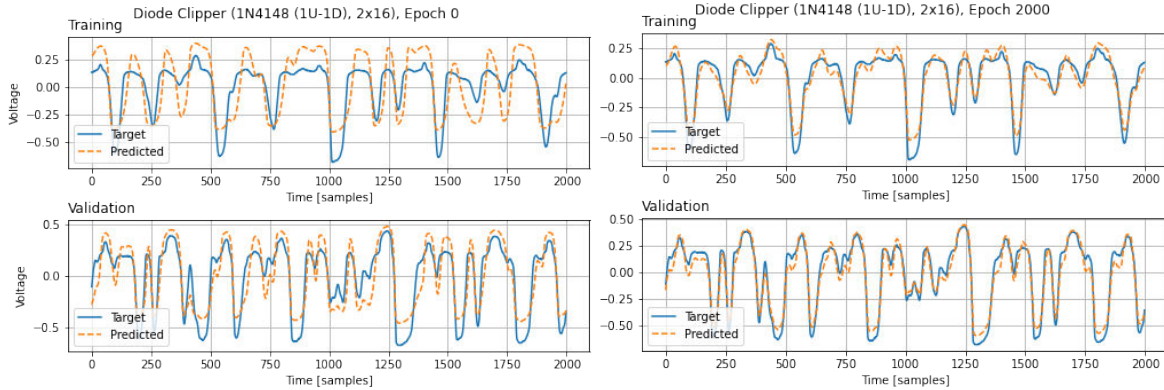 Diode Clipper (1N4148 (1U-1D), 2x16), Epoch 0
Training
0.25
0.00
−0.25
−0.50
Voltage
Target
Predicted
0 250 500 750 1000 1250 1500 1750 2000
Time [samples]
Validation
0.5
0.0
−0.5
Voltage
Target
Predicted
0 250 500 750 1000 1250 1500 1750 2000
Time [samples]
Diode Clipper (1N4148 (1U-1D), 2x16), Epoch 2000
Training
0.25
0.00
−0.25
−0.50
Target
Predicted
0 250 500 750 1000 1250 1500 1750 2000
Time [samples]
Validation
0.50
0.25
0.00
−0.25
−0.50
Target
Predicted
0 250 500 750 1000 1250 1500 1750 2000
Time [samples]